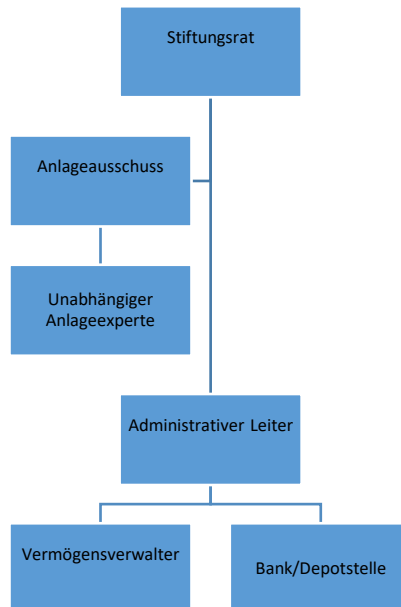 Stiftungsrat
Anlageausschuss
Unabhängiger
Anlageexperte
Administrativer Leiter
Vermögensverwalter
Bank/Depotstelle